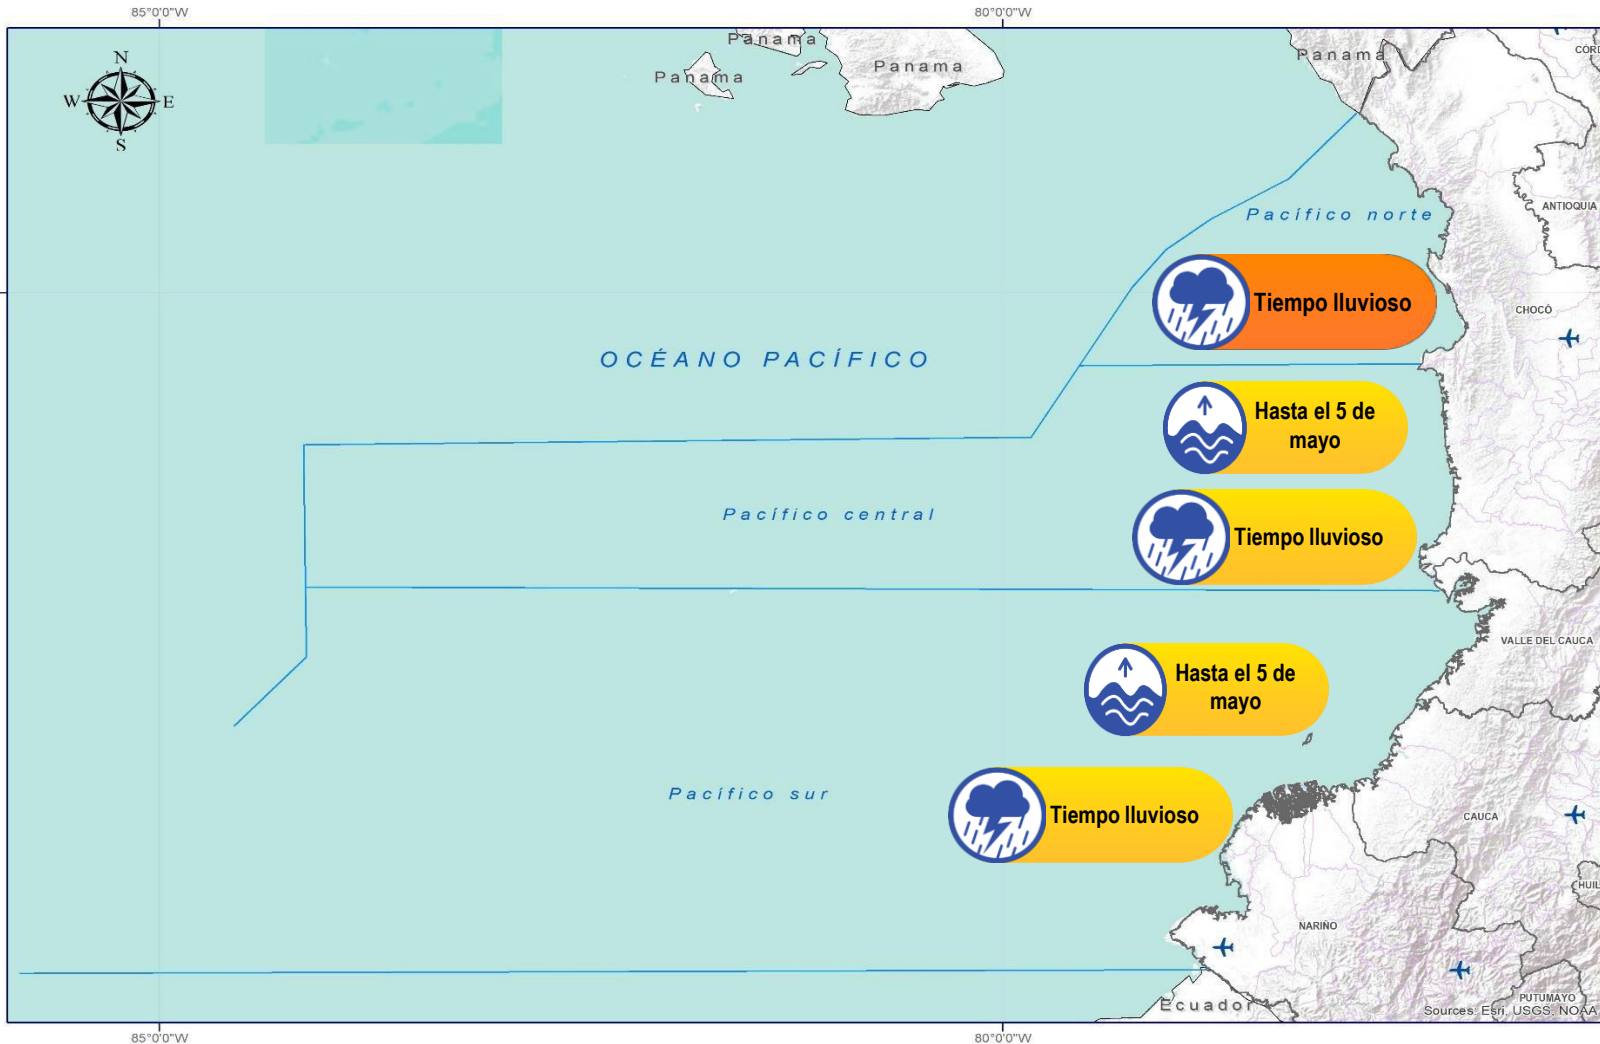 85°0'0"W
80°0'0"W
N
W
E
S
Panama
Panama
Panama
Panama
ANTIOQUIA
Pacífico norte
Tiempo lluvioso
CHOCÓ
OCÉANO PACÍFICO
Hasta el 5 de
mayo
Pacífico central
Tiempo lluvioso
VALLE DEL CAUCA
Hasta el 5 de
mayo
Pacífico sur
Tiempo lluvioso
CAUCA
HUIL
NARIÑO
PUTUMAYO
Ecuador
Sources: Esri, USGS, NOAA
85°0'0"W
80°0'0"W